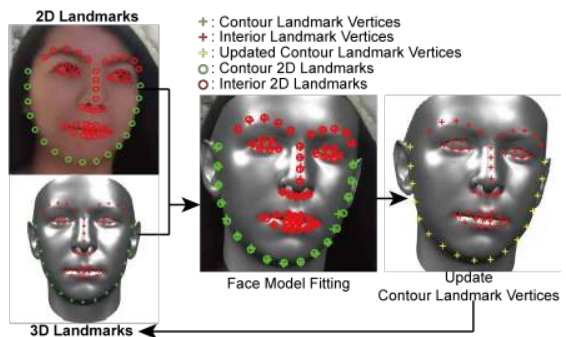 2D Landmarks
+ : Contour Landmark Vertices
+ : Interior Landmark Vertices
+ : Updated Contour Landmark Vertices
O : Contour 2D Landmarks
O : Interior 2D Landmarks
Face Model Fitting
Update
Contour Landmark Vertices
3D Landmarks